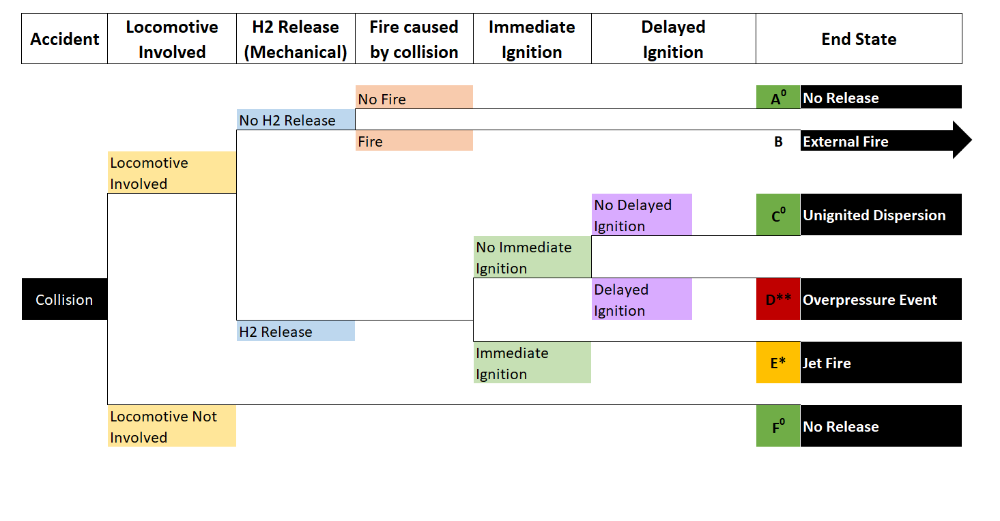 Accident
Locomotive
Involved
H2 Release
(Mechanical)
Fire caused
by collision
Immediate
Ignition
Delayed
Ignition
End State
No Fire
A⁰
No Release
No H2 Release
Fire
B
External Fire
Locomotive
Involved
No Delayed
Ignition
C⁰
Unignited Dispersion
No Immediate
Ignition
Collision
Delayed
Ignition
D**
Overpressure Event
H2 Release
Immediate
Ignition
E*
Jet Fire
Locomotive Not
Involved
F⁰
No Release